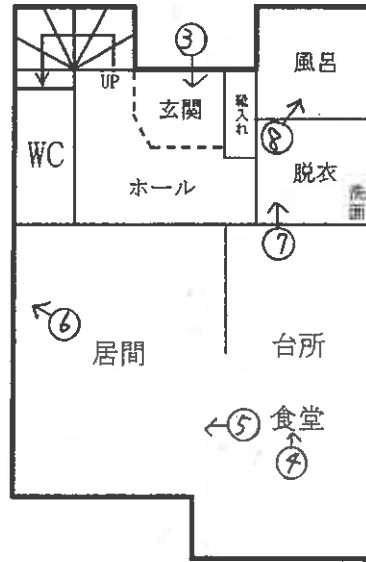 ③
風呂
UP
玄関
靴入れ
⑧
WC
ホール
脱衣
洗面
⑦
⑥
居間
台所
⑤
食堂
④